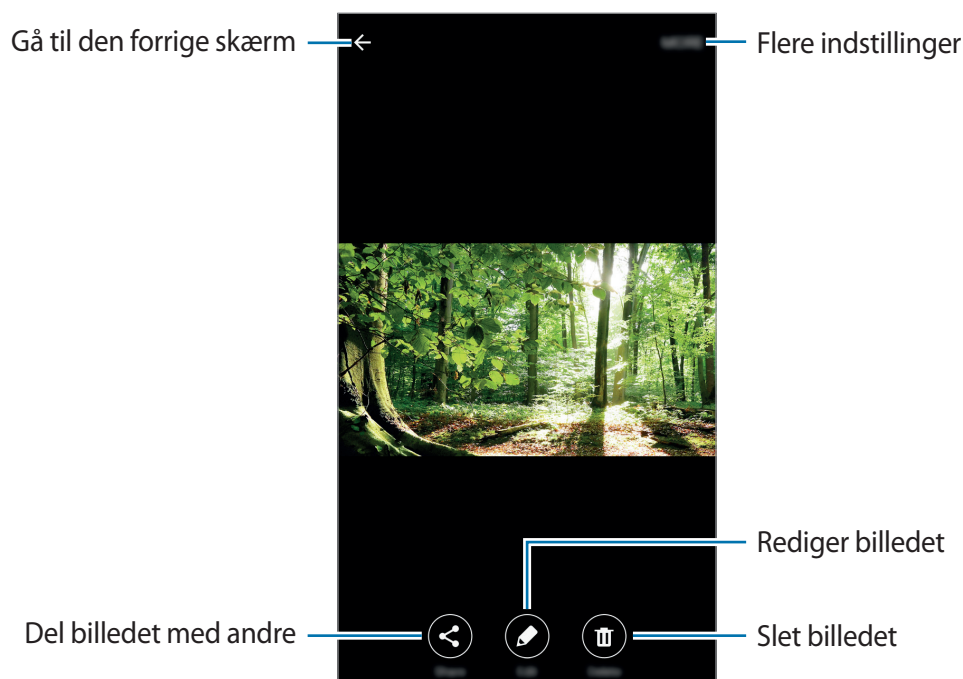 Gå til den forrige skærm
Flere indstillinger
Rediger billedet
Del billedet med andre
Slet billedet